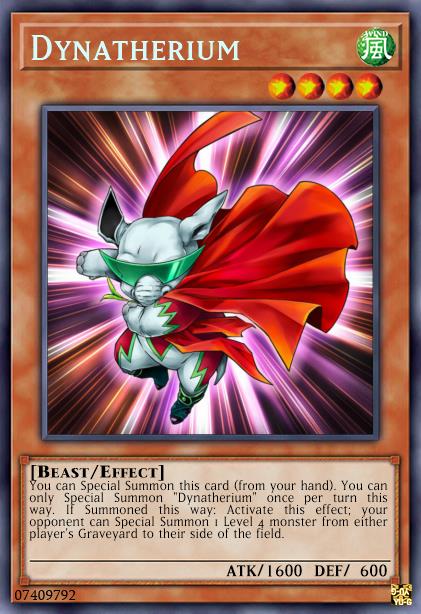 DYNATHERIUM
WIND
風
[BEAST/EFFECT]
You can Special Summon this card (from your hand). You can
only Special Summon "Dynatherium" once per turn this
way. If Summoned this way: Activate this effect; your
opponent can Special Summon 1 Level 4 monster from either
player's Graveyard to their side of the field.
ATK/1600 DEF/ 600
07409792